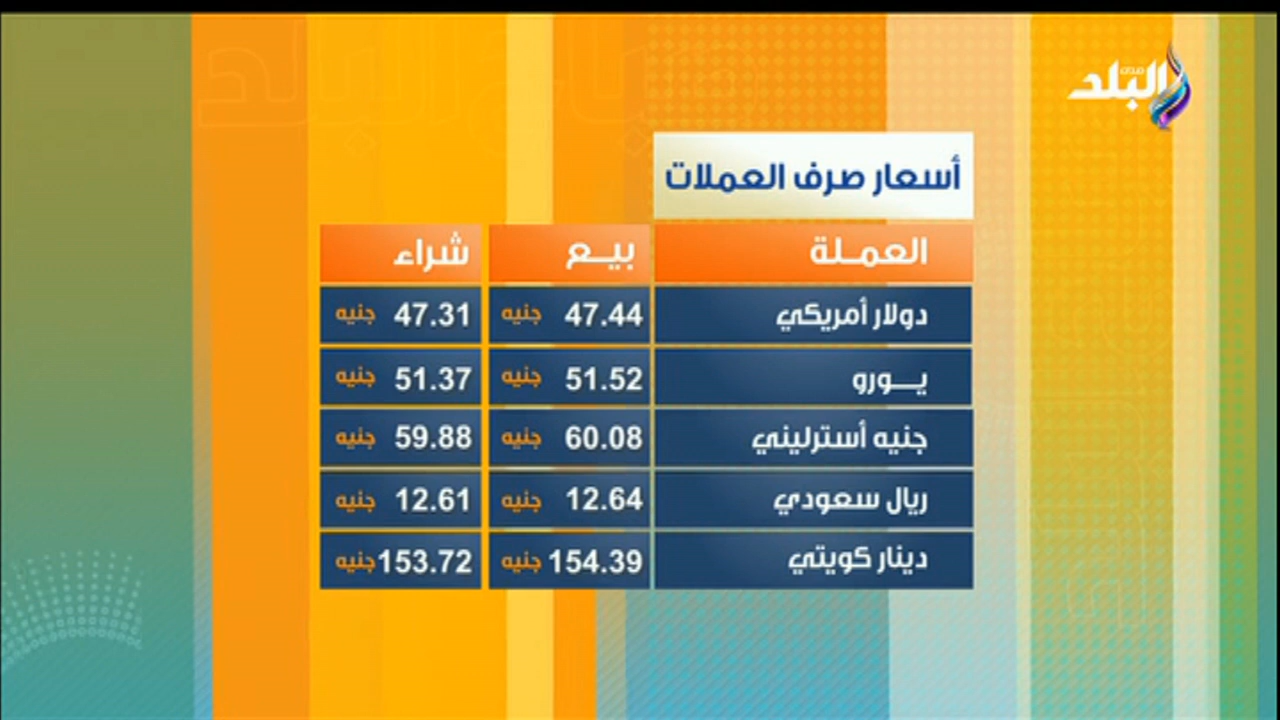 صدى
البلد
أسعار صرف العملات
العملة بيع شراء
دولار أمريكي 47.44 جنيه 47.31 جنيه
يورو 51.52 جنيه 51.37 جنيه
جنيه أسترليني 60.08 جنيه 59.88 جنيه
ريال سعودي 12.64 جنيه 12.61 جنيه
دينار كويتي 154.39 جنيه 153.72 جنيه